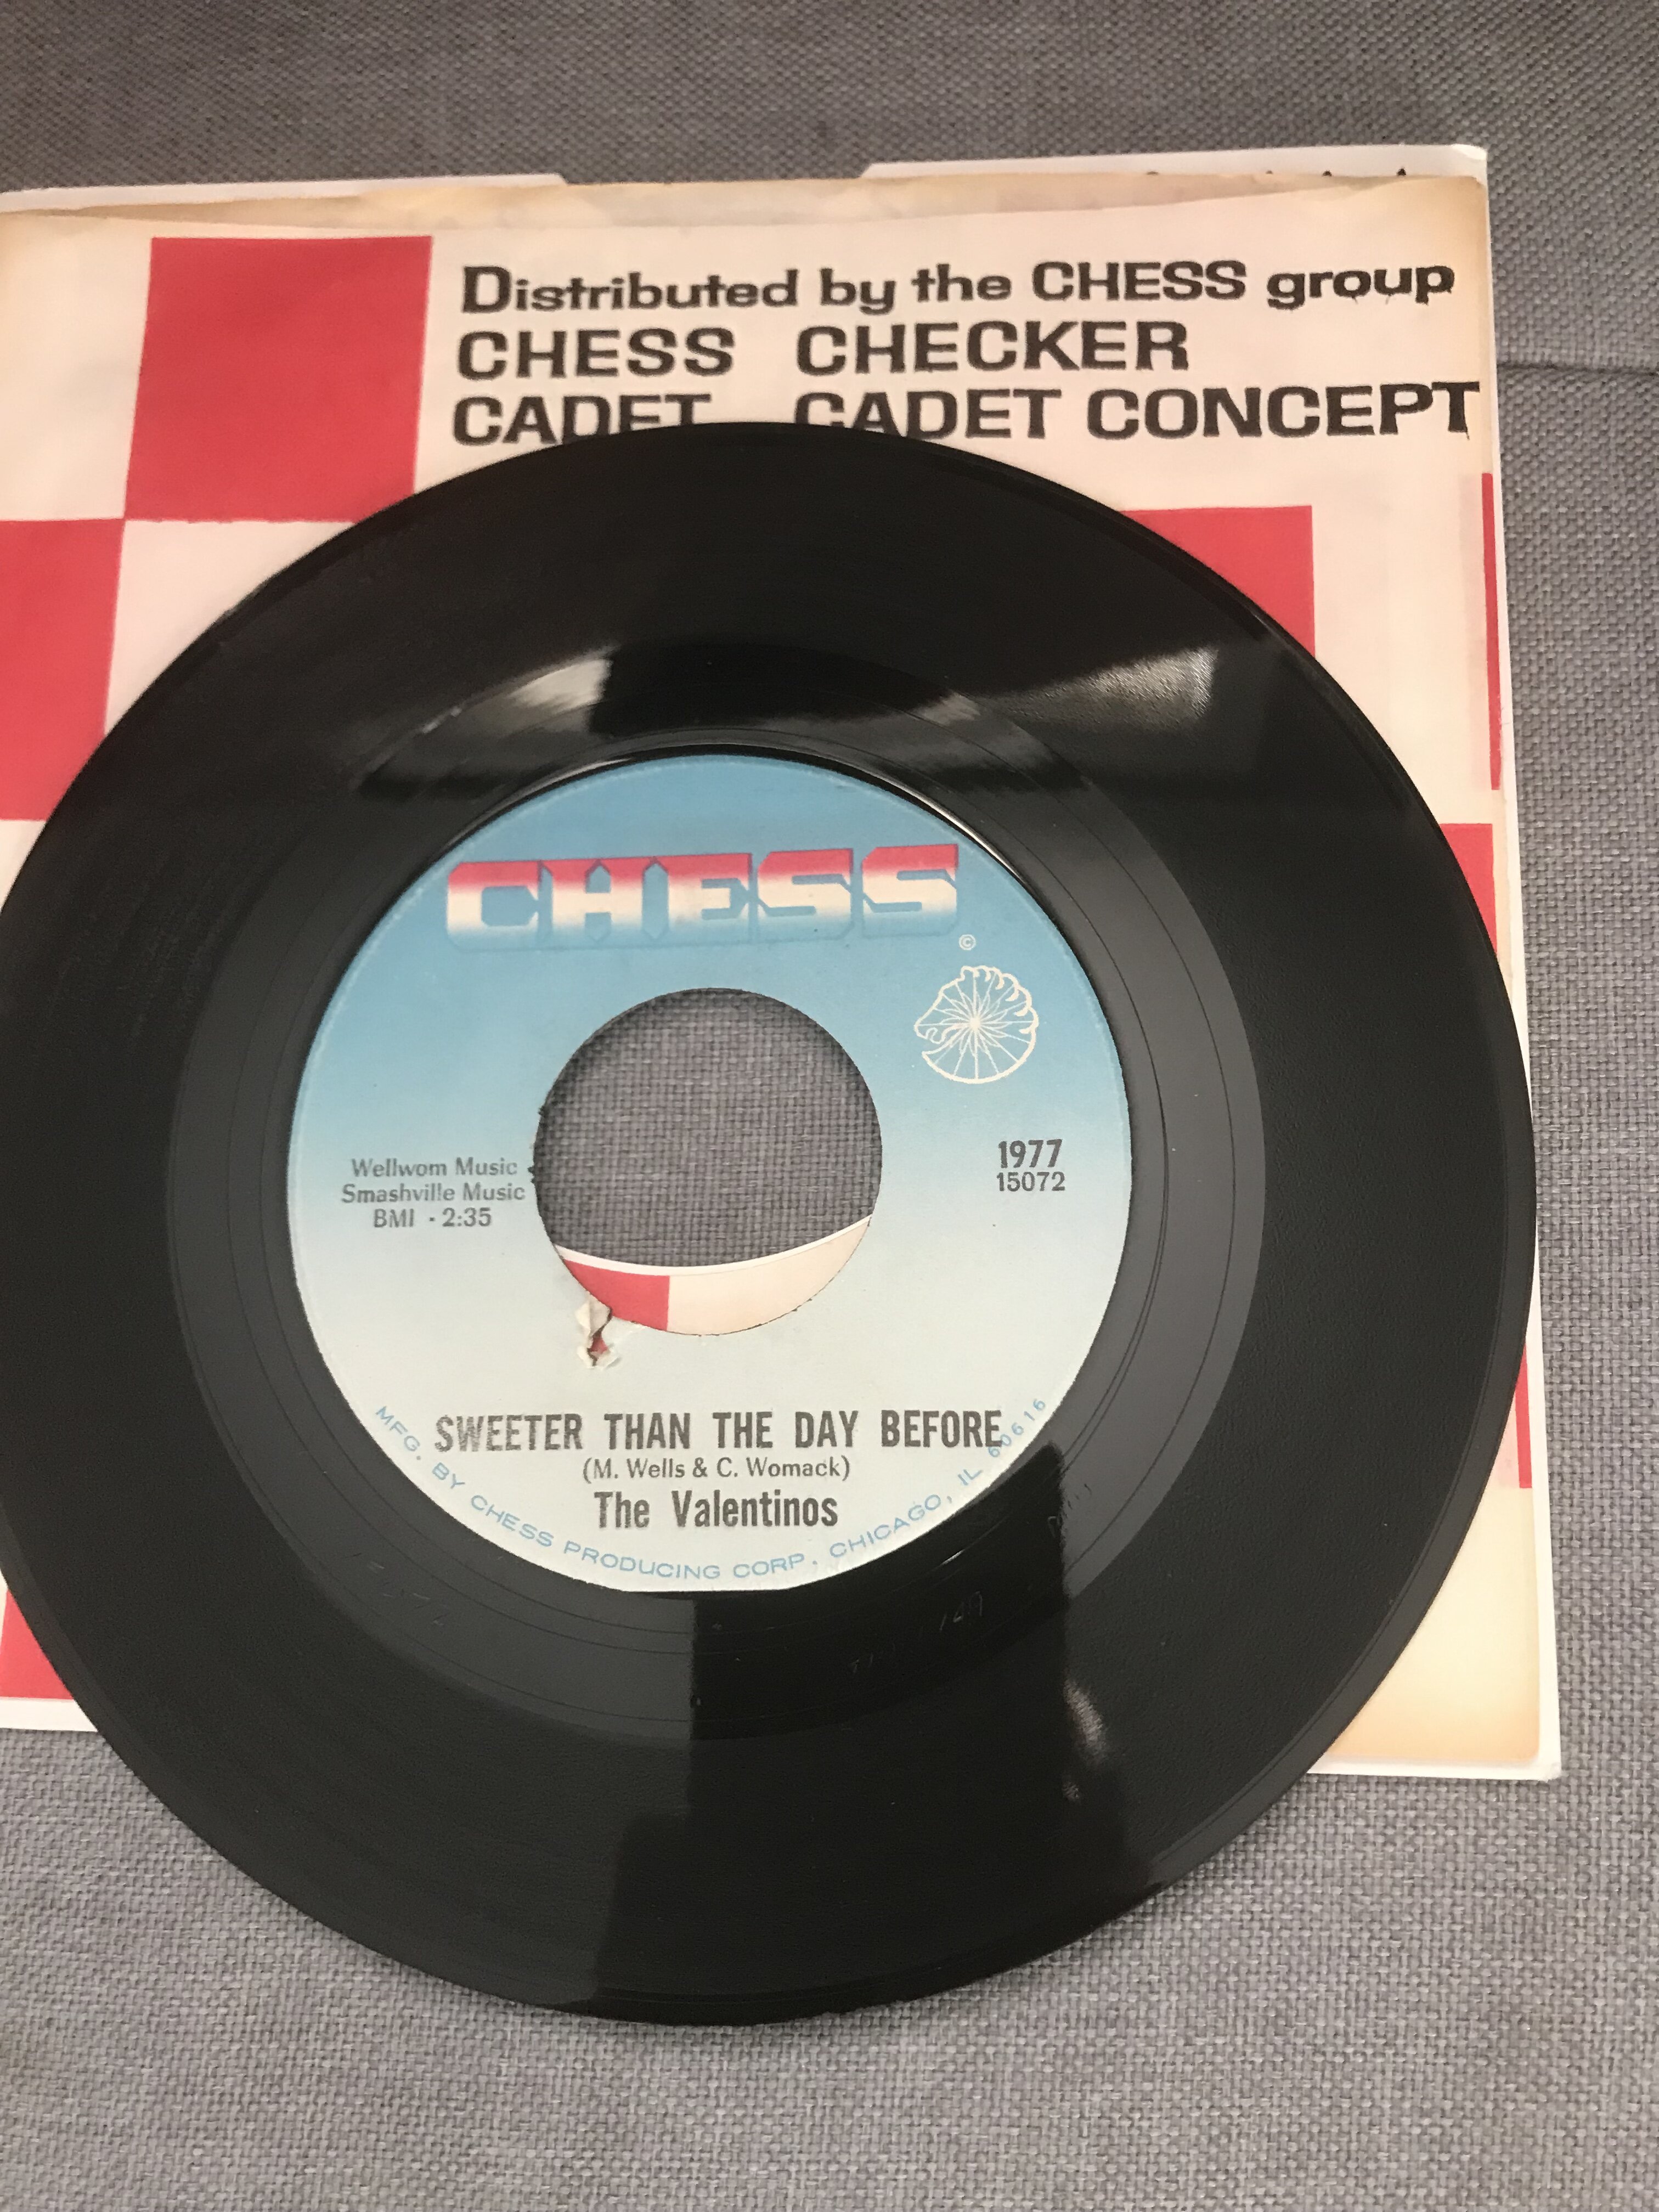 Distributed by the CHESS group
CHESS CHECKER
CADET CADET CONCEPT
CHESS
©
Wellwom Music
Smashville Music
BMI - 2:35
1977
15072
SWEETER THAN THE DAY BEFORE
(M. Wells & C. Womack)
The Valentinos
MFG. BY CHESS PRODUCING CORP. CHICAGO, IL 60616